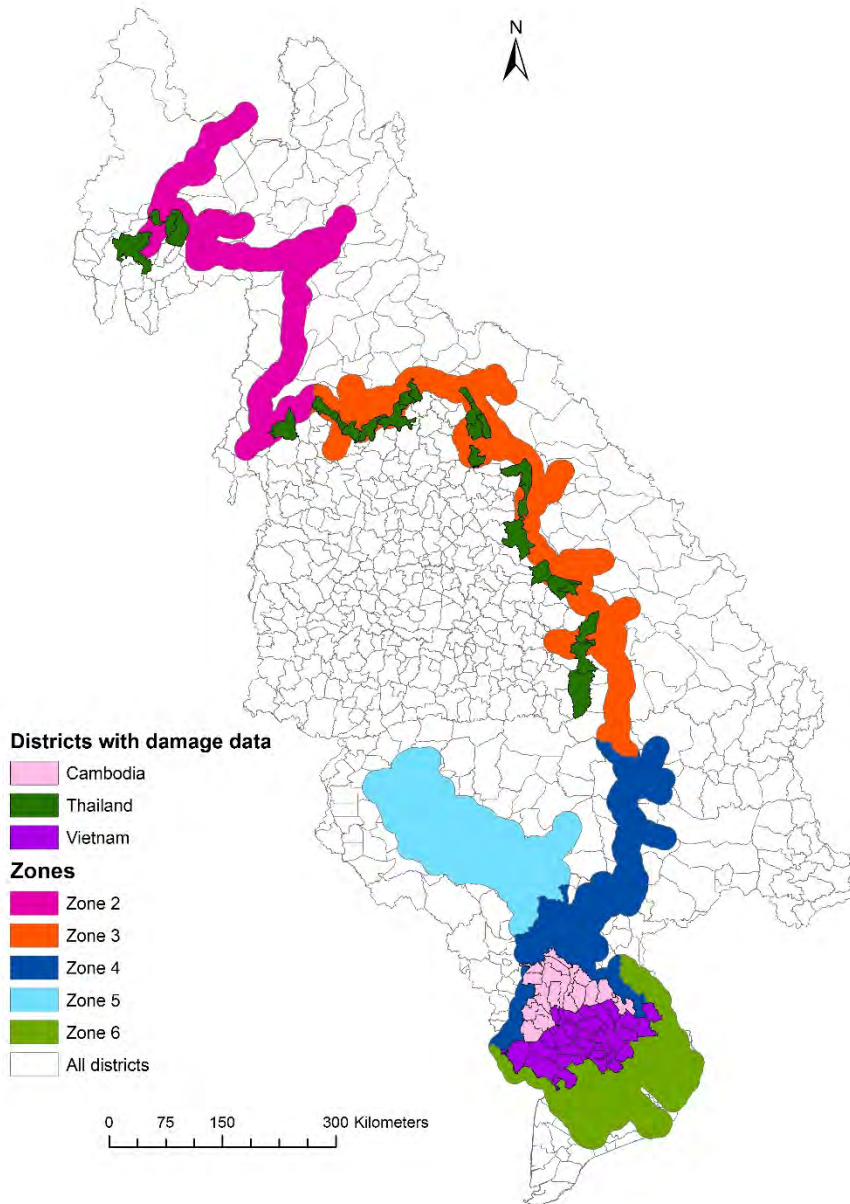 N
Districts with damage data
Cambodia
Thailand
Vietnam
Zones
Zone 2
Zone 3
Zone 4
Zone 5
Zone 6
All districts
0 75 150 300 Kilometers